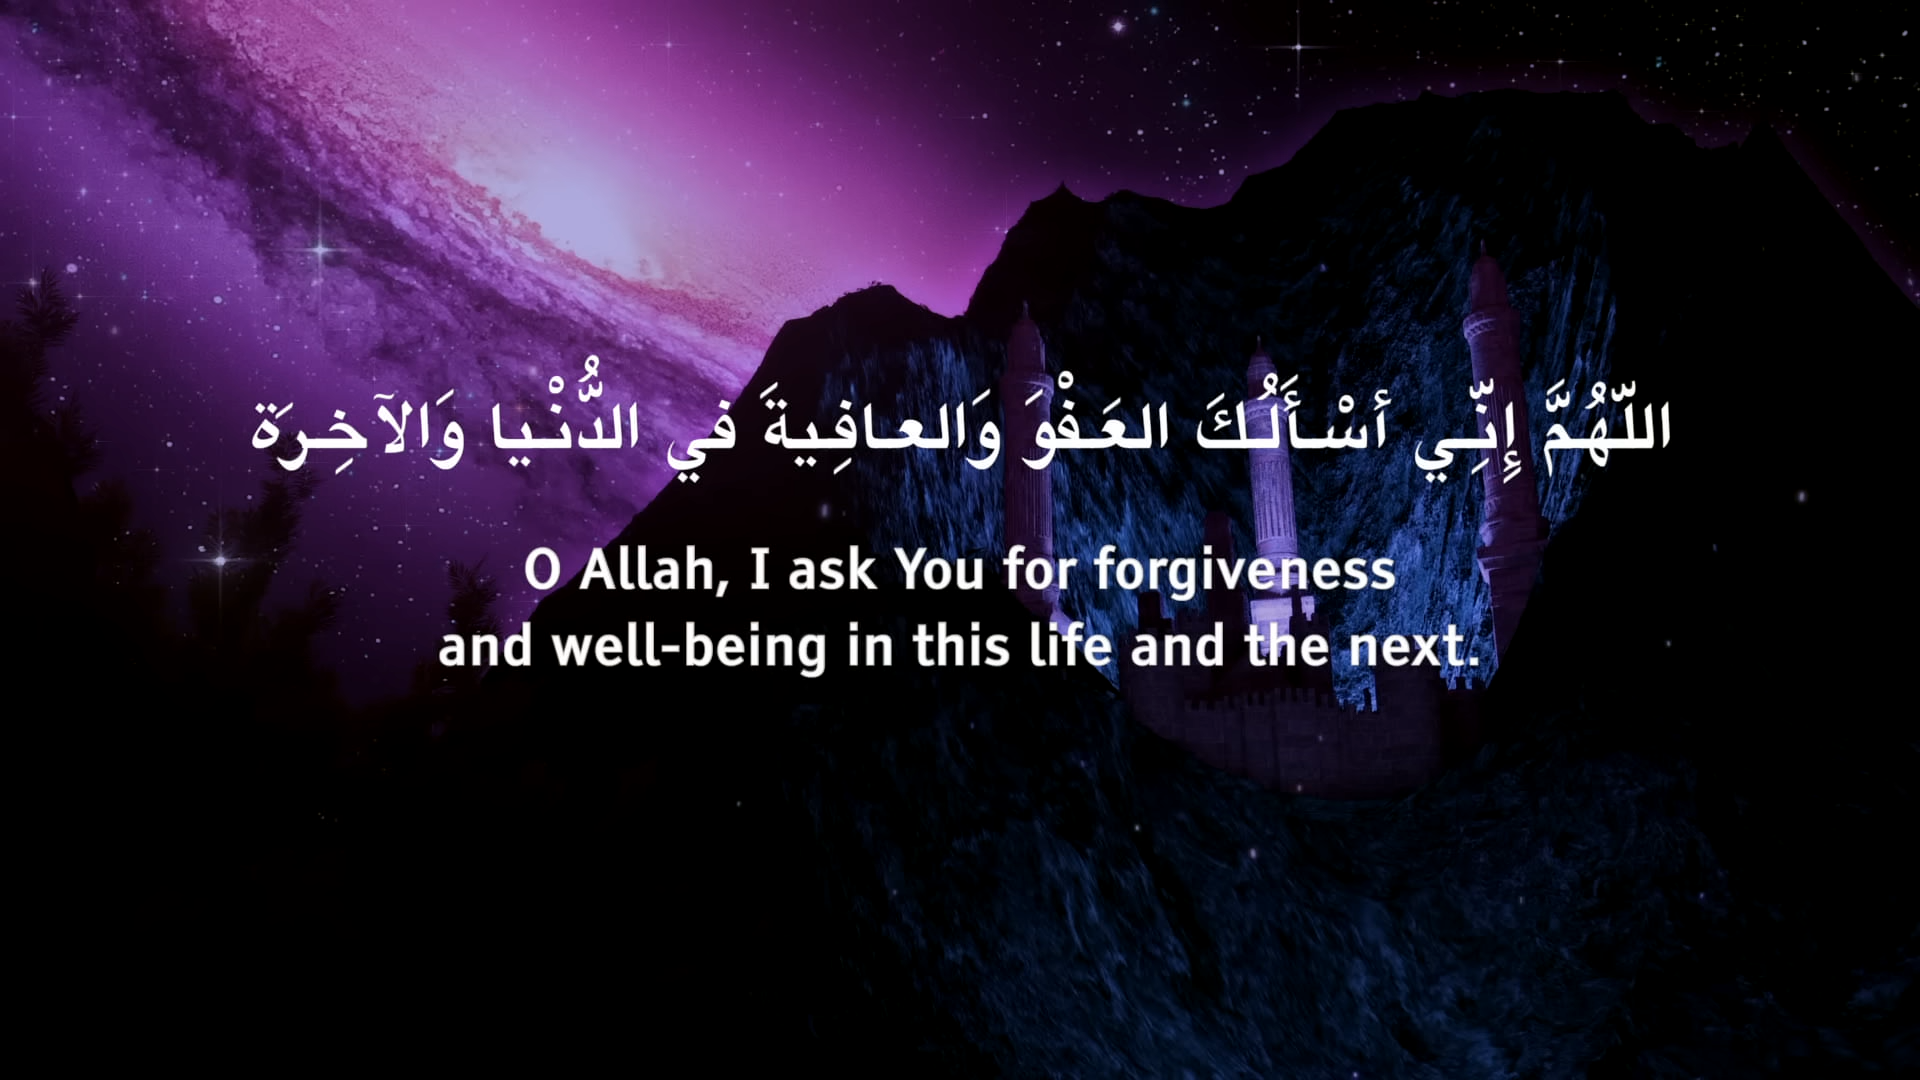 اللّهُمَّ إِنِّي أسْأَلُكَ العَفْوَ وَالعافِيةَ في الدُّنْيا وَالآخِرَة
O Allah, I ask You for forgiveness
and well-being in this life and the next.